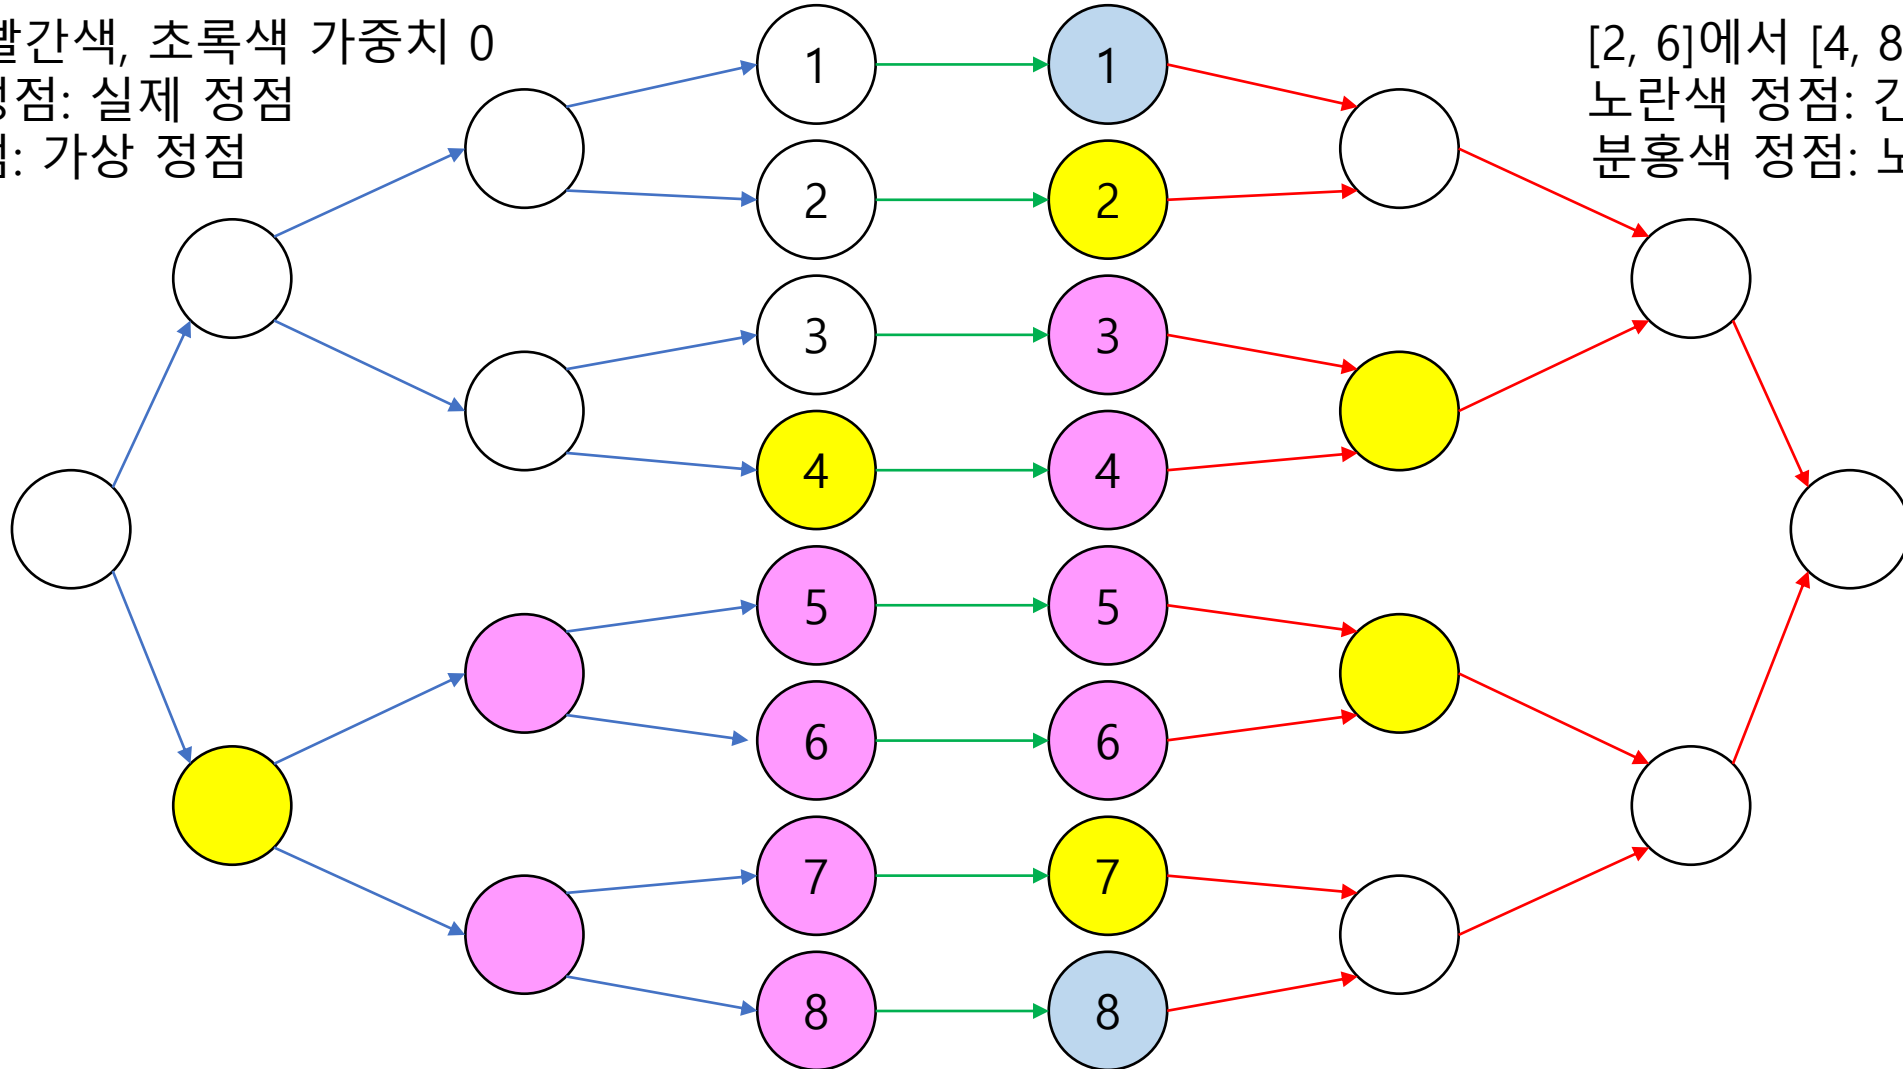 빨간색, 초록색 가중치 0
정점: 실제 정점
점: 가상 정점
[2, 6]에서 [4, 8
노란색 정점: 간
분홍색 정점: 노
1 1
2 2
3 3
4 4
5 5
6 6
7 7
8 8